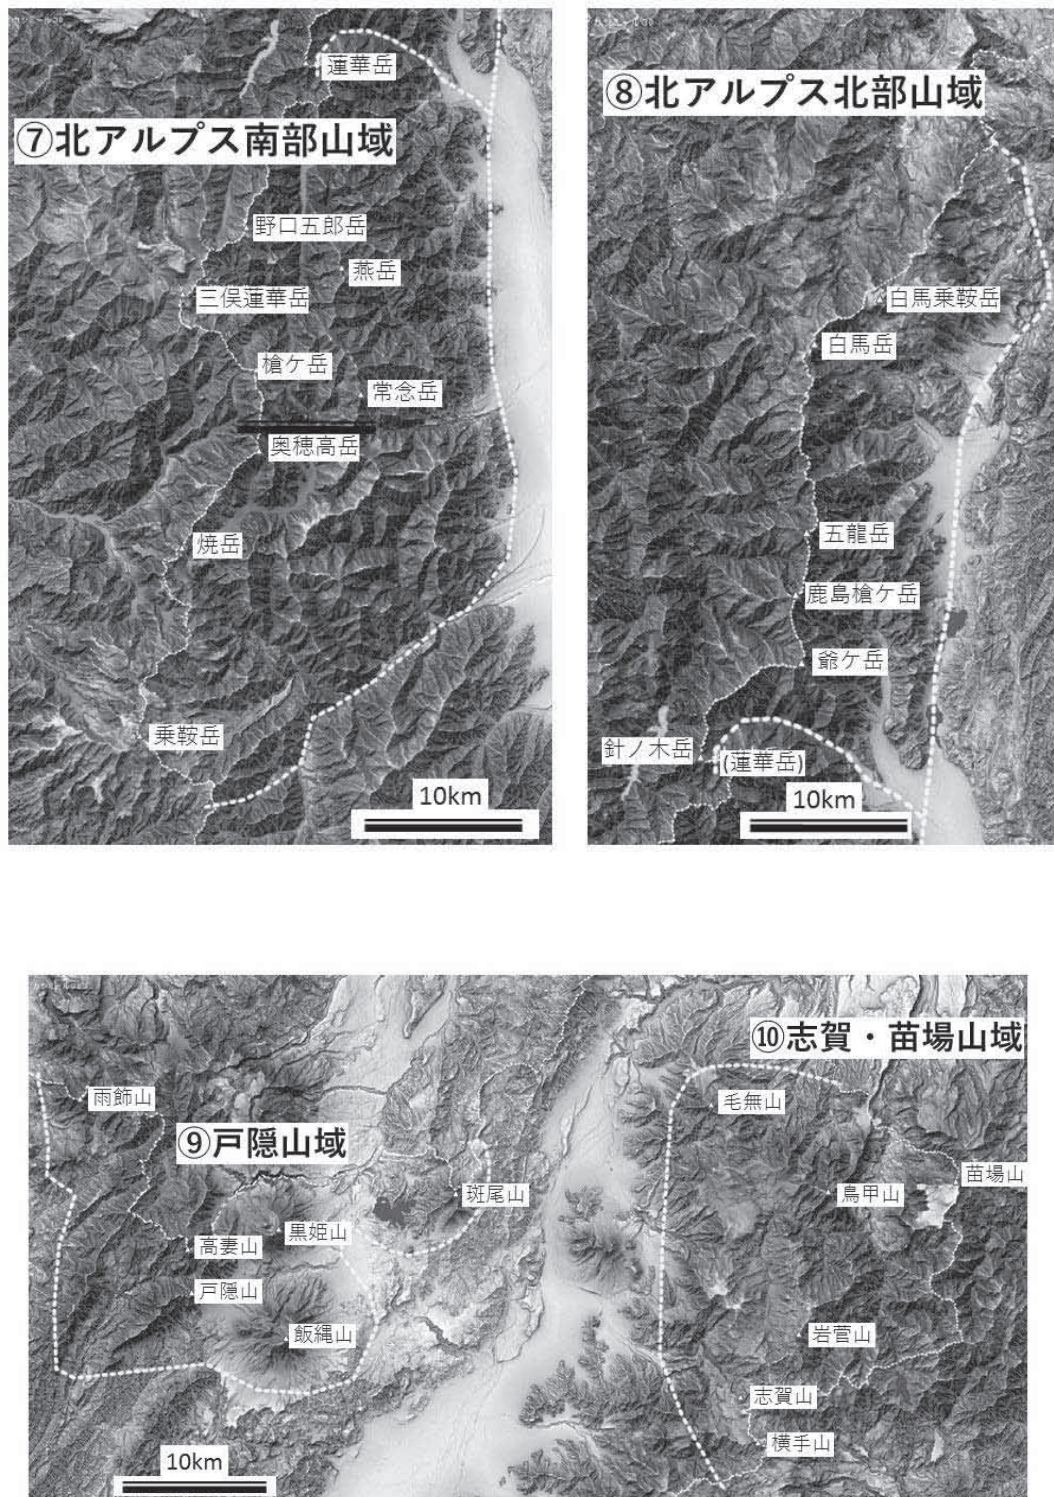 ⑦北アルプス南部山域
蓮華岳
野口五郎岳
燕岳
三俣蓮華岳
槍ケ岳
常念岳
奥穂高岳
焼岳
乗鞍岳
10km
⑧北アルプス北部山域
白馬乗鞍岳
白馬岳
五龍岳
鹿島槍ケ岳
爺ケ岳
針ノ木岳
(蓮華岳)
10km
⑨戸隠山域
雨飾山
斑尾山
黒姫山
高妻山
戸隠山
飯縄山
10km
⑩志賀・苗場山域
毛無山
苗場山
鳥甲山
岩菅山
志賀山
横手山